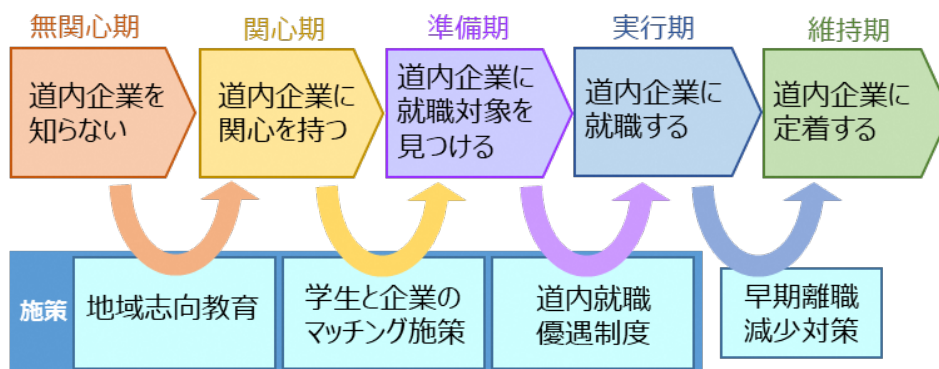 無関心期
関心期
準備期
実行期
維持期
道内企業を
知らない
道内企業に
関心を持つ
道内企業に
就職対象を
見つける
道内企業に
就職する
道内企業に
定着する
施策
地域志向教育
学生と企業の
マッチング施策
道内就職
優遇制度
早期離職
減少対策